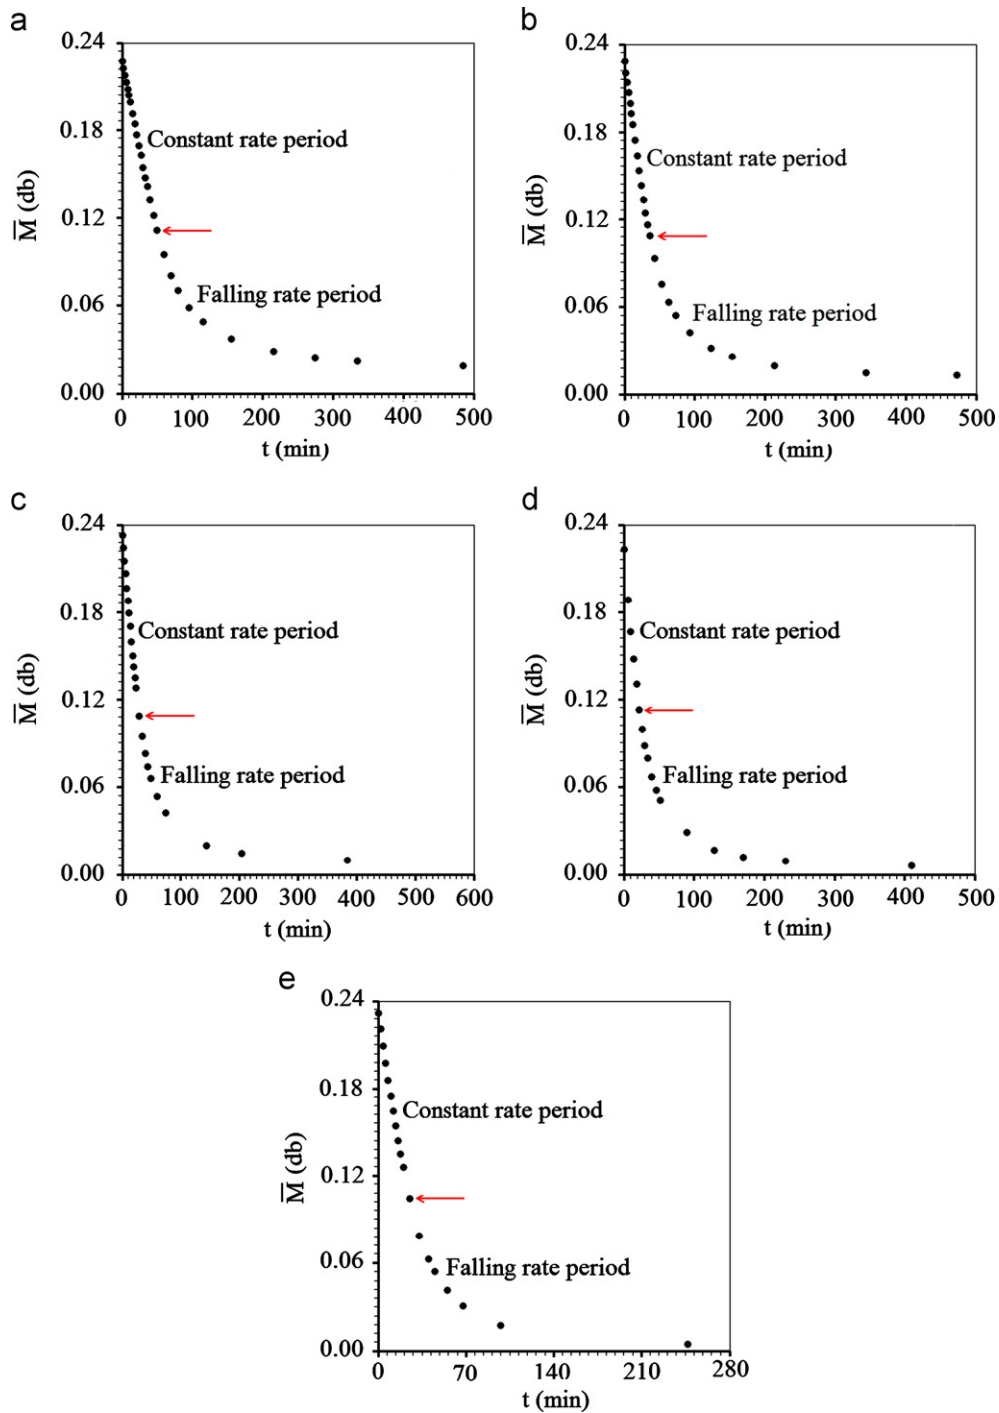 a
0.24
0.18
0.12
0.06
0.00
M̅ (db)
Constant rate period
Falling rate period
0 100 200 300 400 500
t (min)
b
0.24
0.18
0.12
0.06
0.00
M̅ (db)
Constant rate period
Falling rate period
0 100 200 300 400 500
t (min)
c
0.24
0.18
0.12
0.06
0.00
M̅ (db)
Constant rate period
Falling rate period
0 100 200 300 400 500 600
t (min)
d
0.24
0.18
0.12
0.06
0.00
M̅ (db)
Constant rate period
Falling rate period
0 100 200 300 400 500
t (min)
e
0.24
0.18
0.12
0.06
0.00
M̅ (db)
Constant rate period
Falling rate period
0 70 140 210 280
t (min)